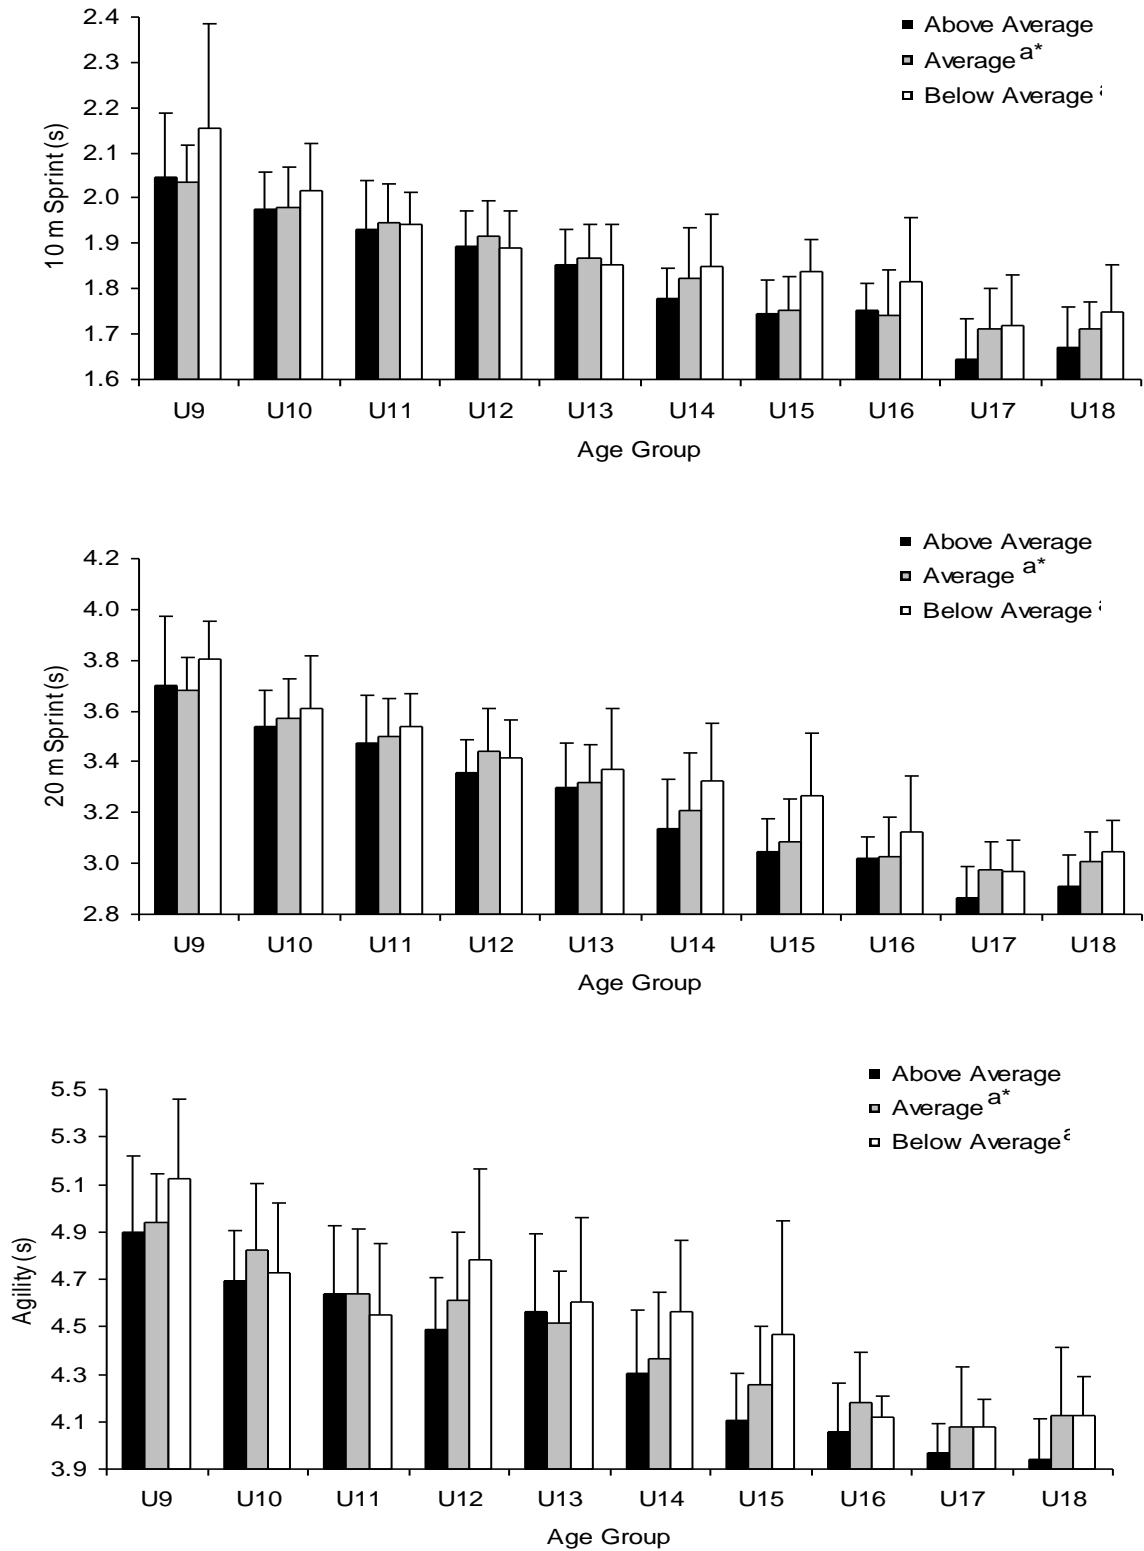 2.4
2.3
2.2
2.1
2.0
1.9
1.8
1.7
1.6
10 m Sprint (s)
Above Average
Average a*
Below Average
U9 U10 U11 U12 U13 U14 U15 U16 U17 U18
Age Group
4.2
4.0
3.8
3.6
3.4
3.2
3.0
2.8
20 m Sprint (s)
Above Average
Average a*
Below Average
U9 U10 U11 U12 U13 U14 U15 U16 U17 U18
Age Group
5.5
5.3
5.1
4.9
4.7
4.5
4.3
4.1
3.9
Agility (s)
Above Average
Average a*
Below Average
U9 U10 U11 U12 U13 U14 U15 U16 U17 U18
Age Group